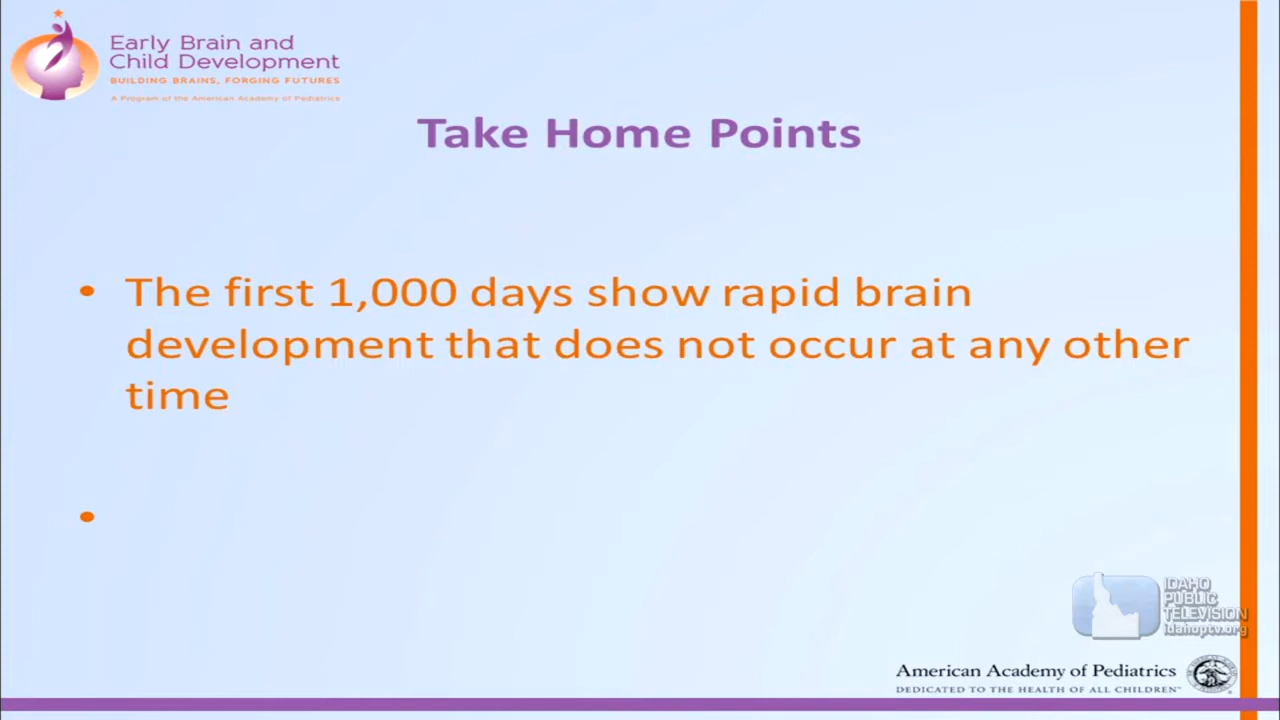 Early Brain and
Child Development
BUILDING BRAINS, FORGING FUTURES
A Program of the American Academy of Pediatrics
Take Home Points
• The first 1,000 days show rapid brain
development that does not occur at any other
time
•
IDAHO
PUBLIC
TELEVISION
idahoptv.org
American Academy of Pediatrics
DEDICATED TO THE HEALTH OF ALL CHILDREN™